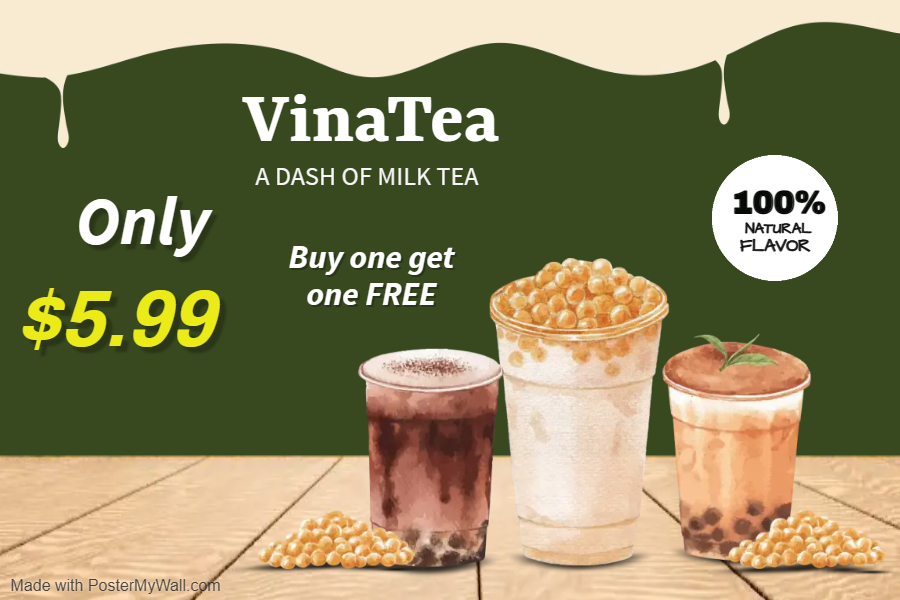 VinaTea
A DASH OF MILK TEA
Only
$5.99
Buy one get
one FREE
100%
NATURAL
FLAVOR
Made with PosterMyWall.com